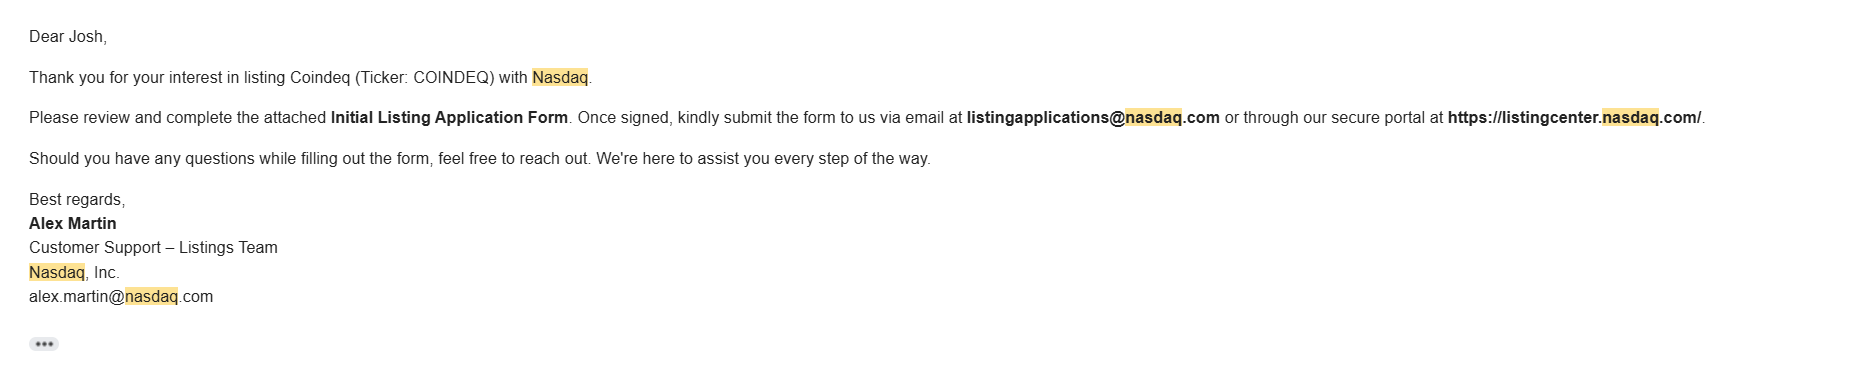 Dear Josh,
Thank you for your interest in listing Coindeq (Ticker: COINDEQ) with Nasdaq.
Please review and complete the attached Initial Listing Application Form. Once signed, kindly submit the form to us via email at listingapplications@nasdaq.com or through our secure portal at https://listingcenter.nasdaq.com/.
Should you have any questions while filling out the form, feel free to reach out. We're here to assist you every step of the way.
Best regards,
Alex Martin
Customer Support – Listings Team
Nasdaq, Inc.
alex.martin@nasdaq.com